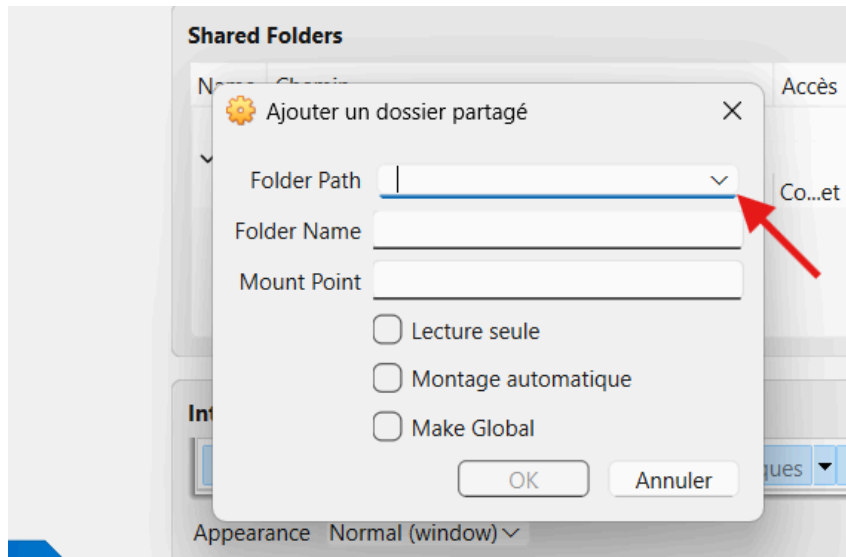 Shared Folders
Accès
Ajouter un dossier partagé
Folder Path
Co...et
Folder Name
Mount Point
Lecture seule
Montage automatique
Make Global
OK Annuler
Appearance Normal (window)